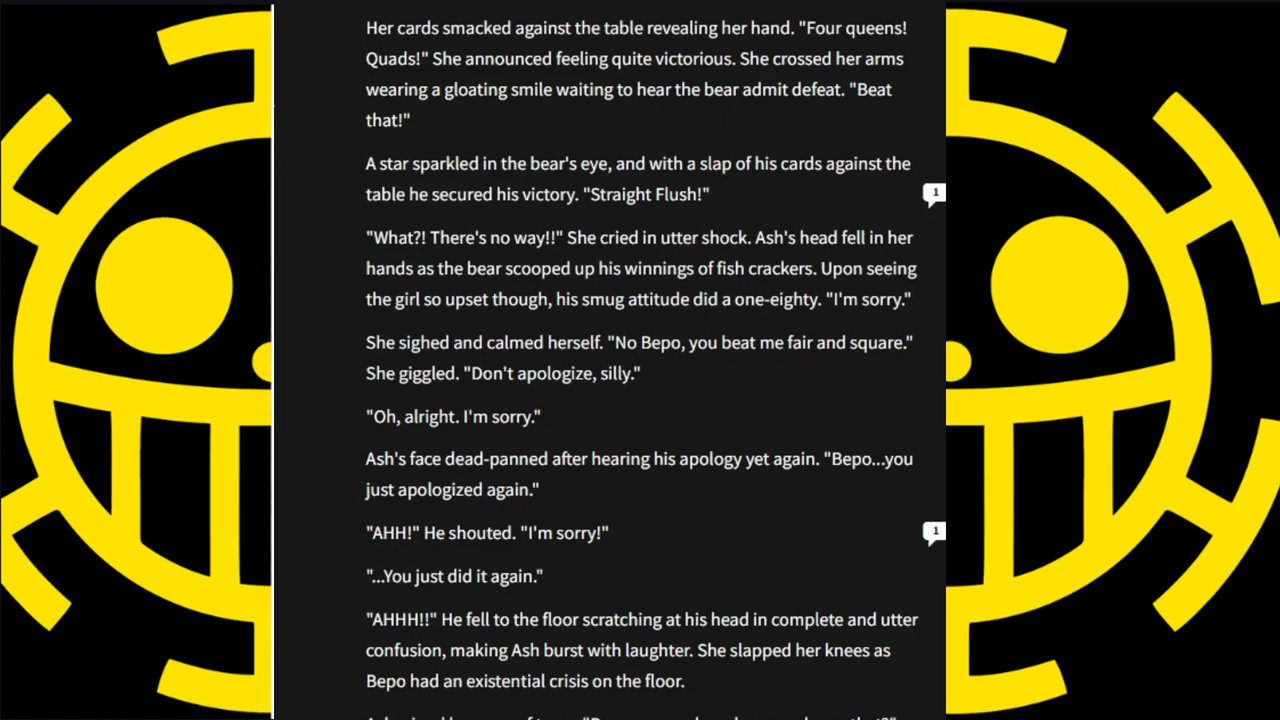 Her cards smacked against the table revealing her hand. "Four queens!
Quads!" She announced feeling quite victorious. She crossed her arms
wearing a gloating smile waiting to hear the bear admit defeat. "Beat
that!"
A star sparkled in the bear's eye, and with a slap of his cards against the
table he secured his victory. "Straight Flush!"
1
"What?! There's no way!!" She cried in utter shock. Ash's head fell in her
hands as the bear scooped up his winnings of fish crackers. Upon seeing
the girl so upset though, his smug attitude did a one-eighty. "I'm sorry."
She sighed and calmed herself. "No Bepo, you beat me fair and square."
She giggled. "Don't apologize, silly."
"Oh, alright. I'm sorry."
Ash's face dead-panned after hearing his apology yet again. "Bepo...you
just apologized again."
"AHH!" He shouted. "I'm sorry!"
1
"...You just did it again."
"AHHH!!" He fell to the floor scratching at his head in complete and utter
confusion, making Ash burst with laughter. She slapped her knees as
Bepo had an existential crisis on the floor.